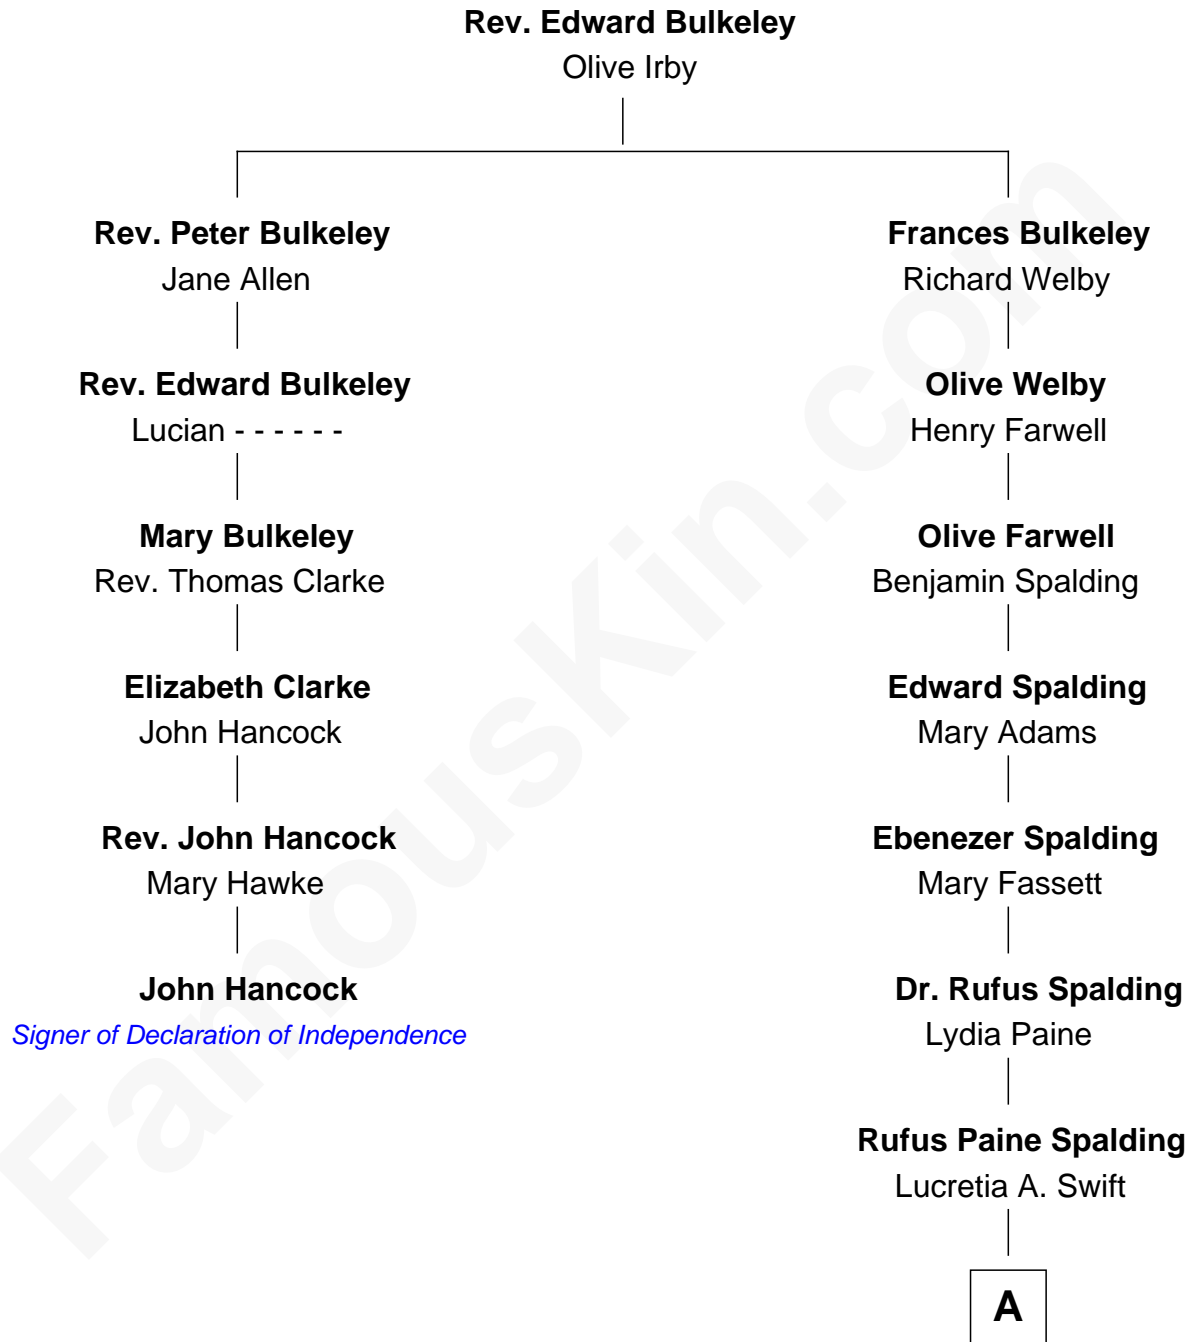 Rev. Edward Bulkeley
Olive Irby
Rev. Peter Bulkeley
Jane Allen
Rev. Edward Bulkeley
Lucian - - - - - -
Mary Bulkeley
Rev. Thomas Clarke
Elizabeth Clarke
John Hancock
Rev. John Hancock
Mary Hawke
John Hancock
Signer of Declaration of Independence
Frances Bulkeley
Richard Welby
Olive Welby
Henry Farwell
Olive Farwell
Benjamin Spalding
Edward Spalding
Mary Adams
Ebenezer Spalding
Mary Fassett
Dr. Rufus Spalding
Lydia Paine
Rufus Paine Spalding
Lucretia A. Swift
A
FamousKin.com